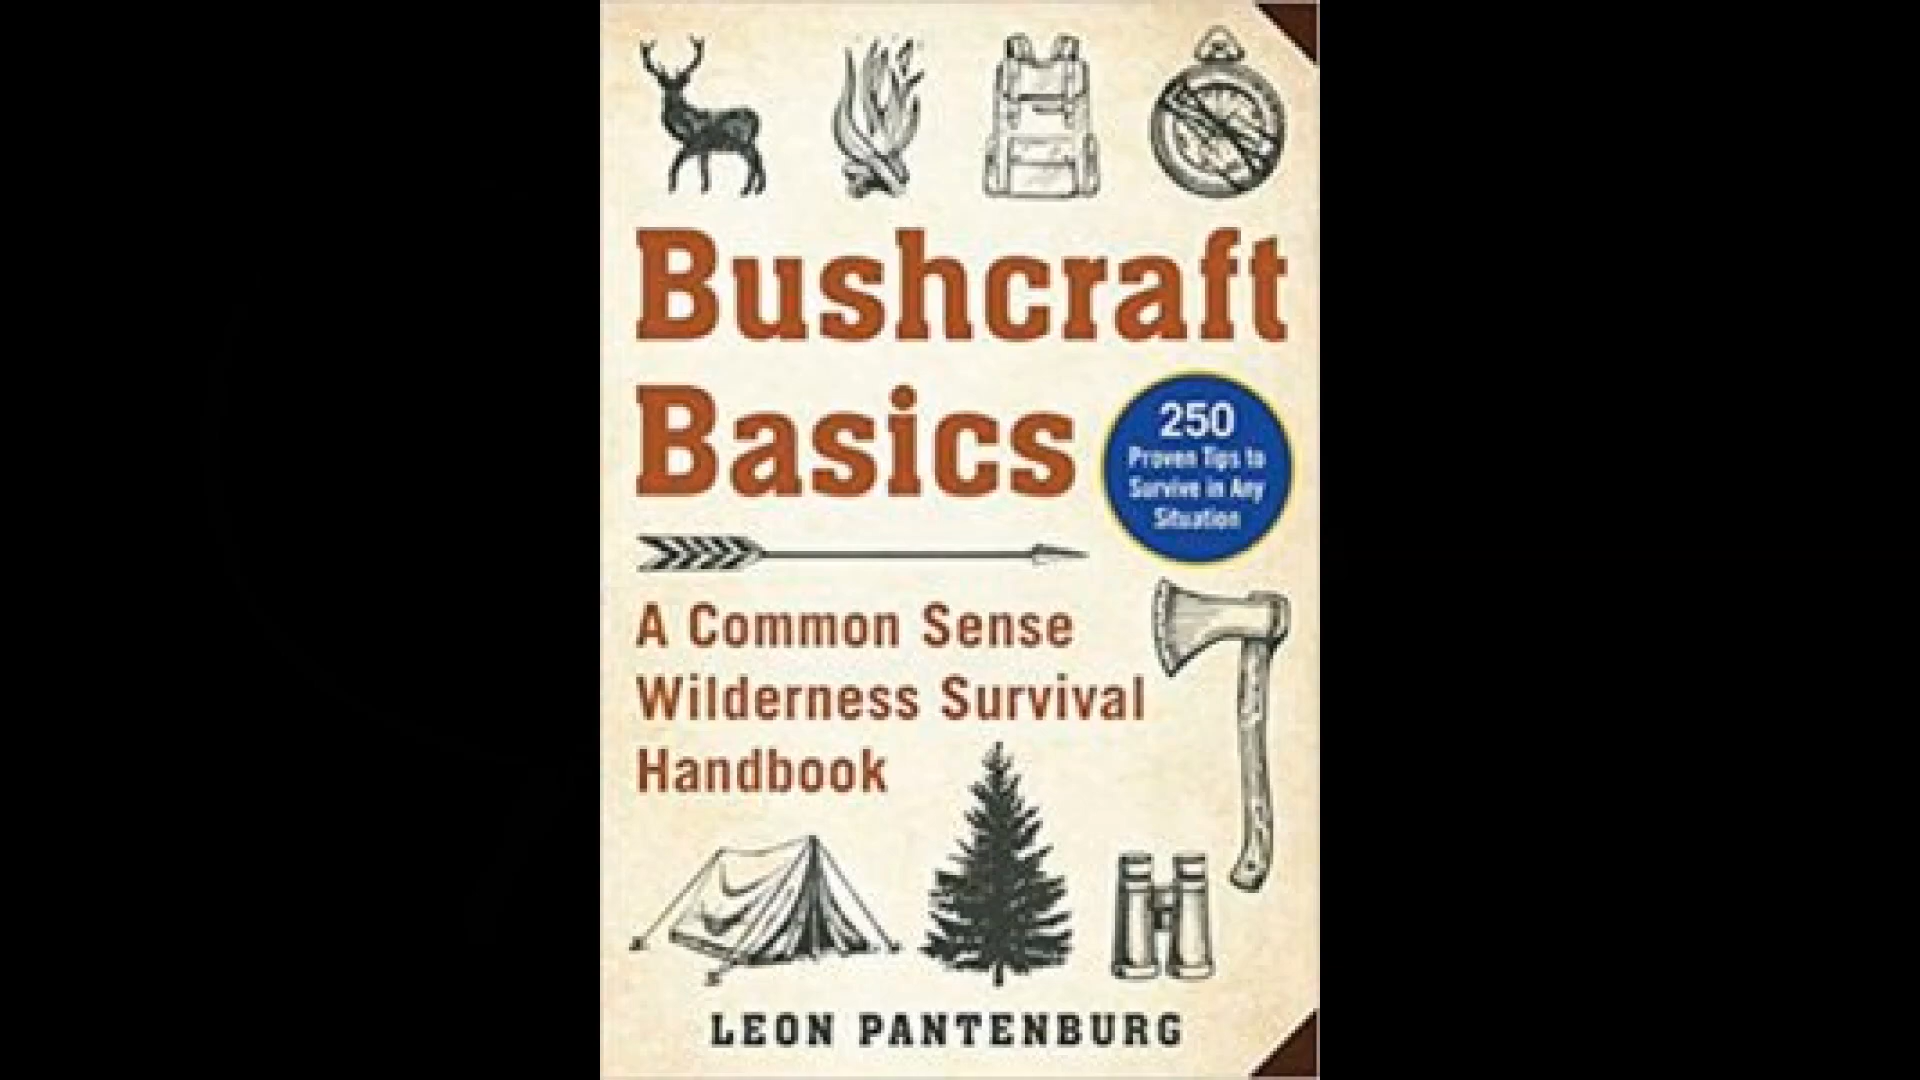 Bushcraft
Basics
250
Proven Tips to
Survive in Any
Situation
A Common Sense
Wilderness Survival
Handbook
LEON PANTENBURG